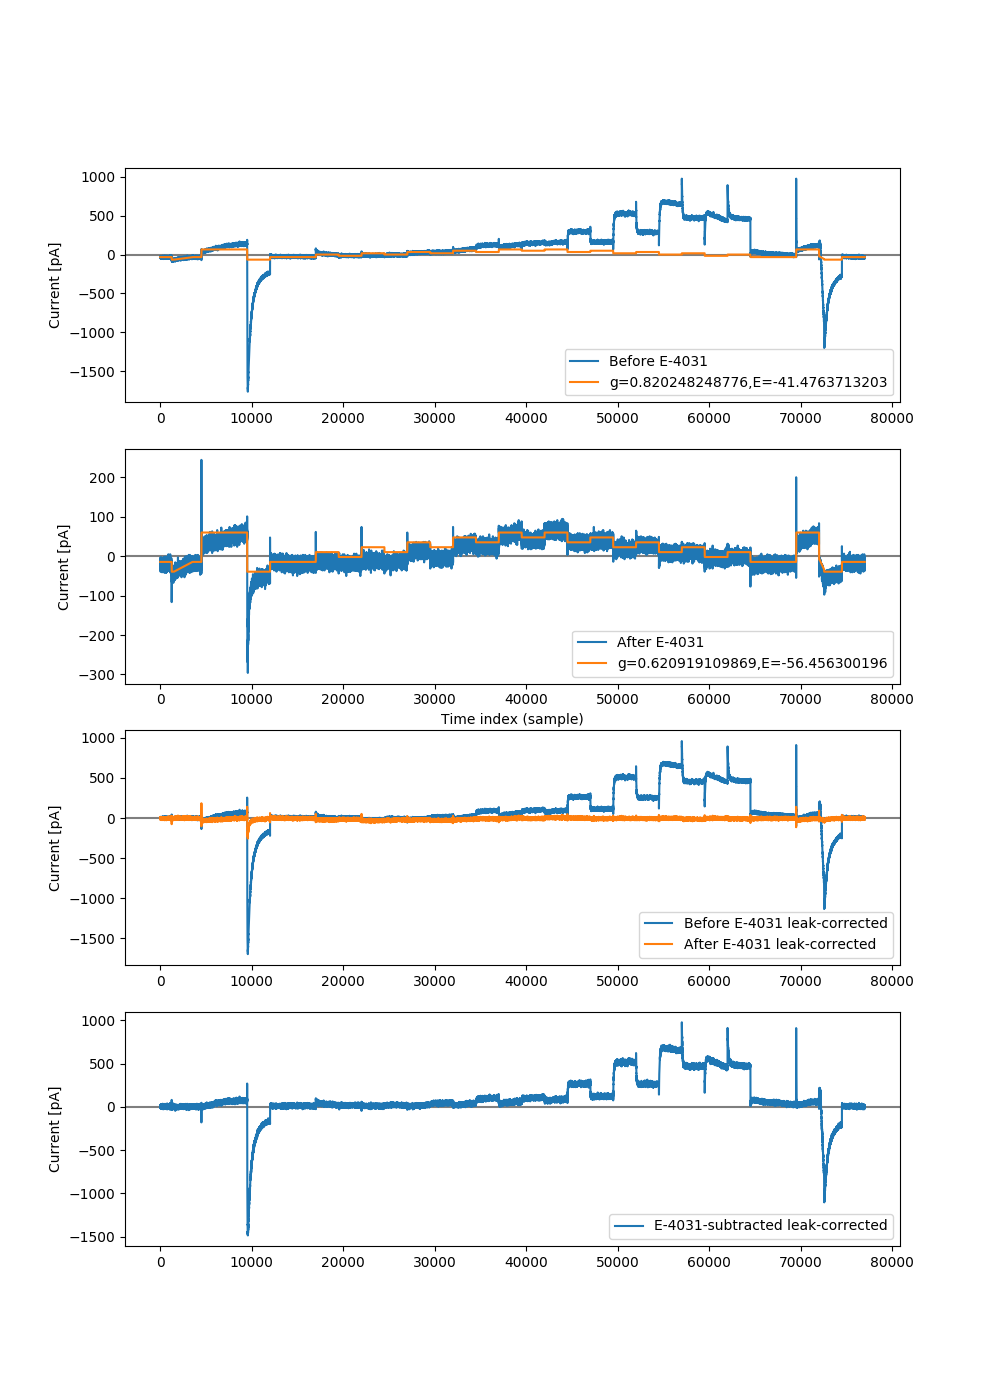 1000
500
0
−500
−1000
−1500
Current [pA]
Before E-4031
g=0.820248248776,E=-41.4763713203
0 10000 20000 30000 40000 50000 60000 70000 80000
200
100
0
−100
−200
−300
Current [pA]
After E-4031
g=0.620919109869,E=-56.456300196
0 10000 20000 30000 40000 50000 60000 70000 80000
Time index (sample)
1000
500
0
−500
−1000
−1500
Current [pA]
Before E-4031 leak-corrected
After E-4031 leak-corrected
0 10000 20000 30000 40000 50000 60000 70000 80000
1000
500
0
−500
−1000
−1500
Current [pA]
E-4031-subtracted leak-corrected
0 10000 20000 30000 40000 50000 60000 70000 80000